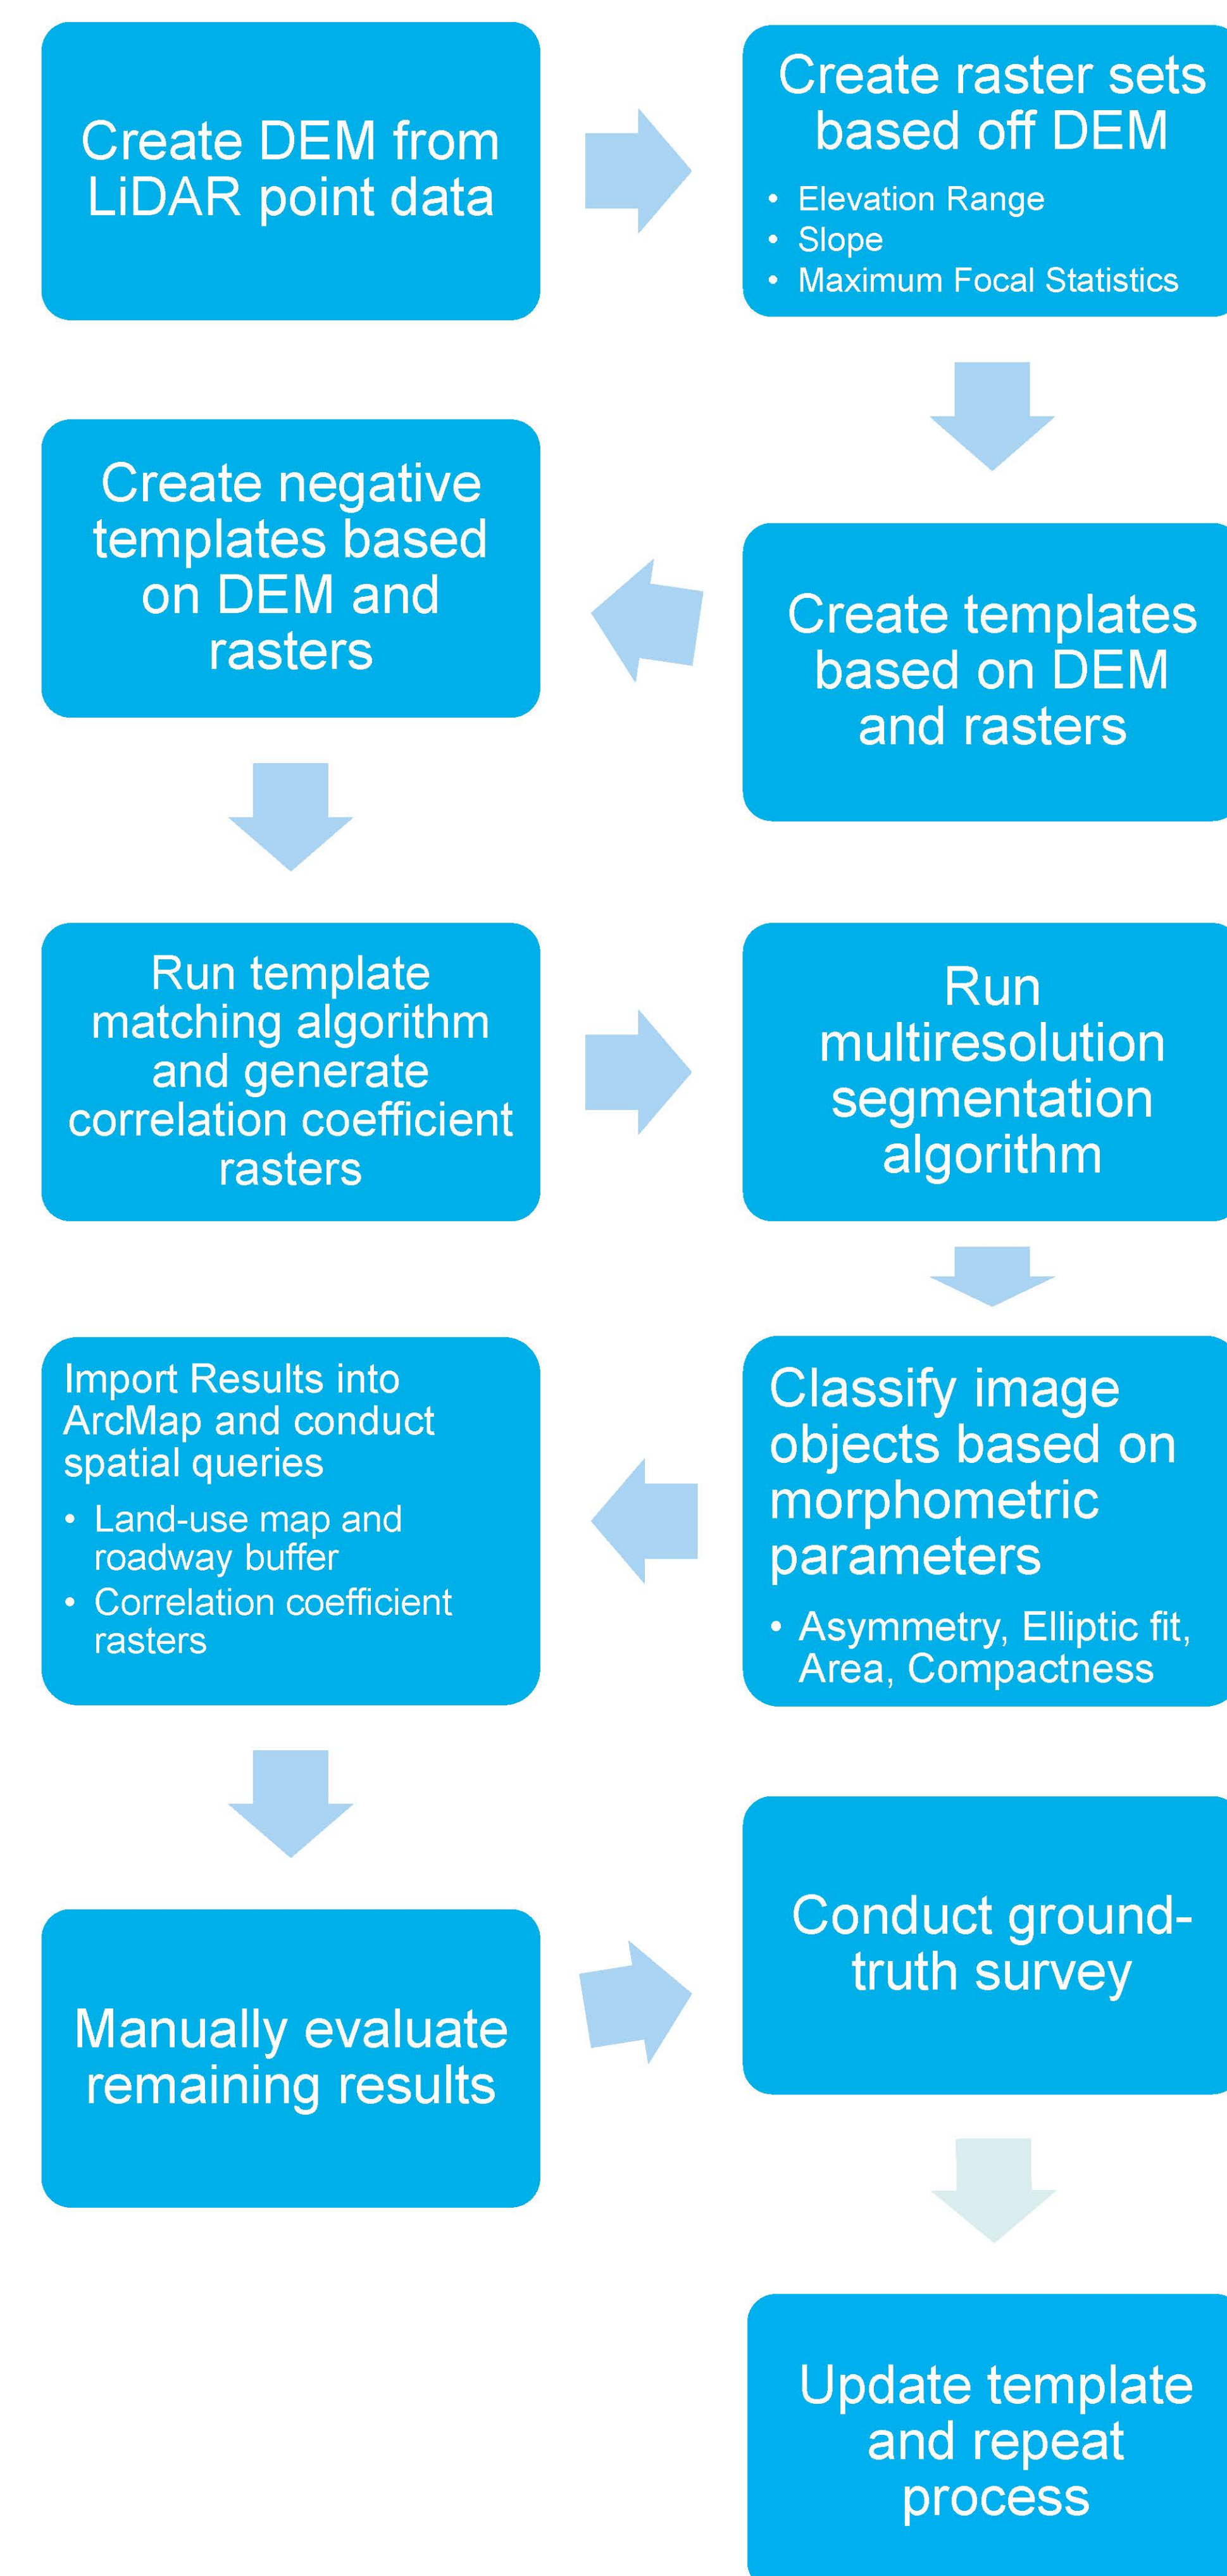 Create DEM from
LiDAR point data
Create raster sets
based off DEM
• Elevation Range
• Slope
• Maximum Focal Statistics
Create templates
based on DEM
and rasters
Create negative
templates based
on DEM and
rasters
Run template
matching algorithm
and generate
correlation coefficient
rasters
Run
multiresolution
segmentation
algorithm
Classify image
objects based on
morphometric
parameters
• Asymmetry, Elliptic fit,
Area, Compactness
Import Results into
ArcMap and conduct
spatial queries
• Land-use map and
roadway buffer
• Correlation coefficient
rasters
Manually evaluate
remaining results
Conduct ground-
truth survey
Update template
and repeat
process